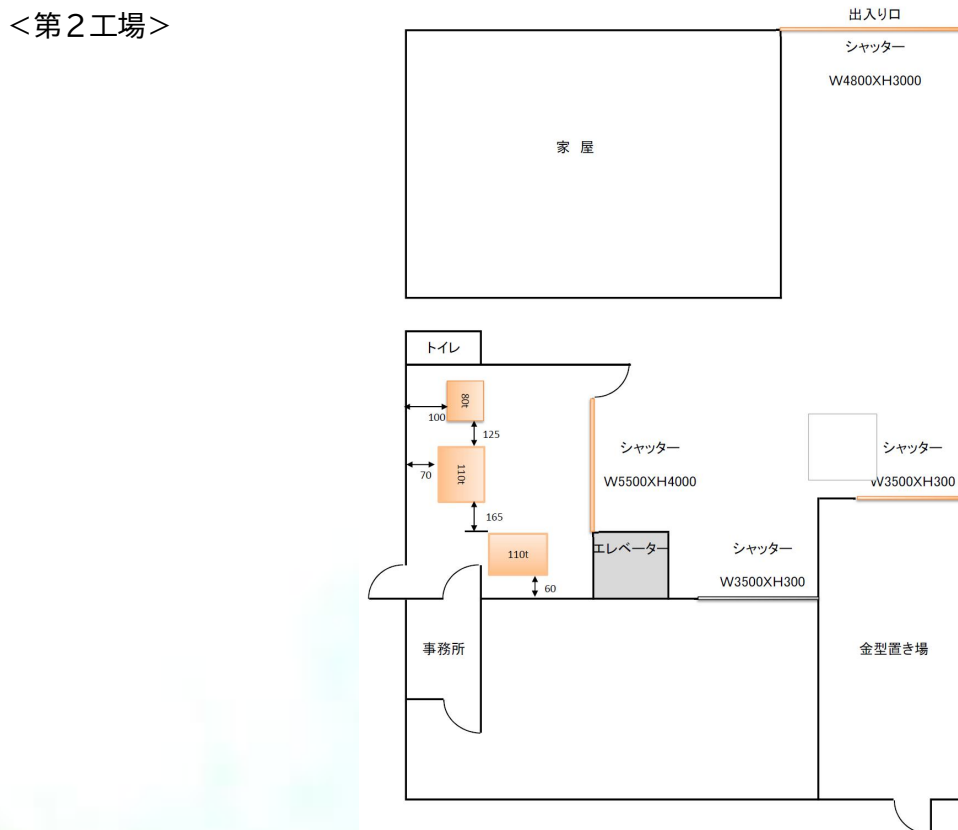 <第2工場>
出入り口
シャッター
W4800XH3000
家 屋
トイレ
80t
100
125
110t
70
165
110t
60
シャッター
W5500XH4000
エレベーター
シャッター
W3500XH300
シャッター
W3500XH300
事務所
金型置き場